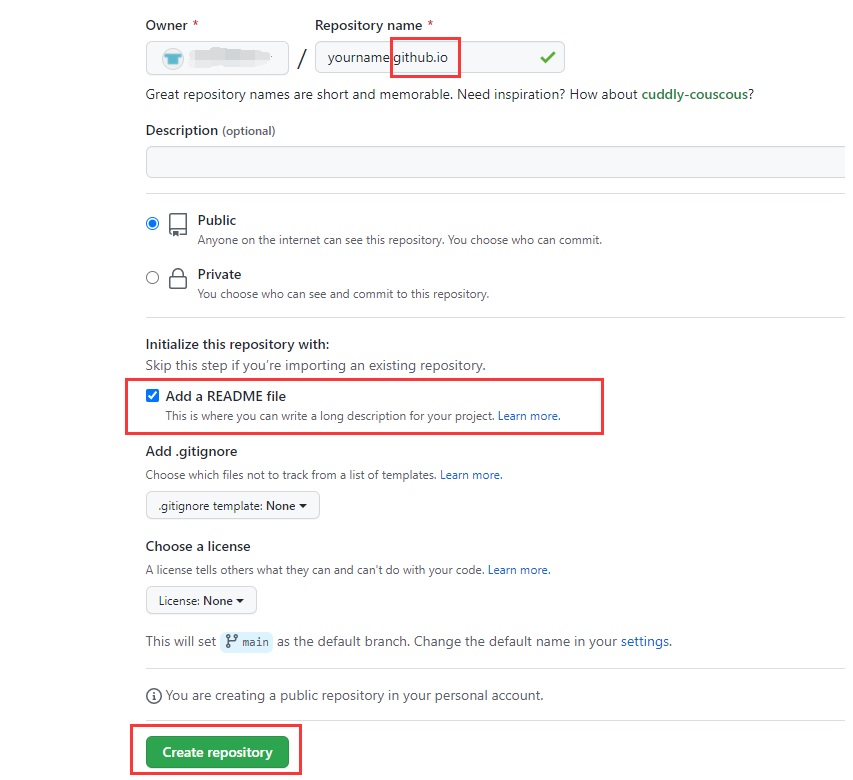 Owner *
Repository name *
/
yourname.github.io
Great repository names are short and memorable. Need inspiration? How about cuddly-couscous?
Description (optional)
Public
Anyone on the internet can see this repository. You choose who can commit.
Private
You choose who can see and commit to this repository.
Initialize this repository with:
Skip this step if you’re importing an existing repository.
Add a README file
This is where you can write a long description for your project. Learn more.
Add .gitignore
Choose which files not to track from a list of templates. Learn more.
.gitignore template: None
Choose a license
A license tells others what they can and can't do with your code. Learn more.
License: None
This will set main as the default branch. Change the default name in your settings.
You are creating a public repository in your personal account.
Create repository